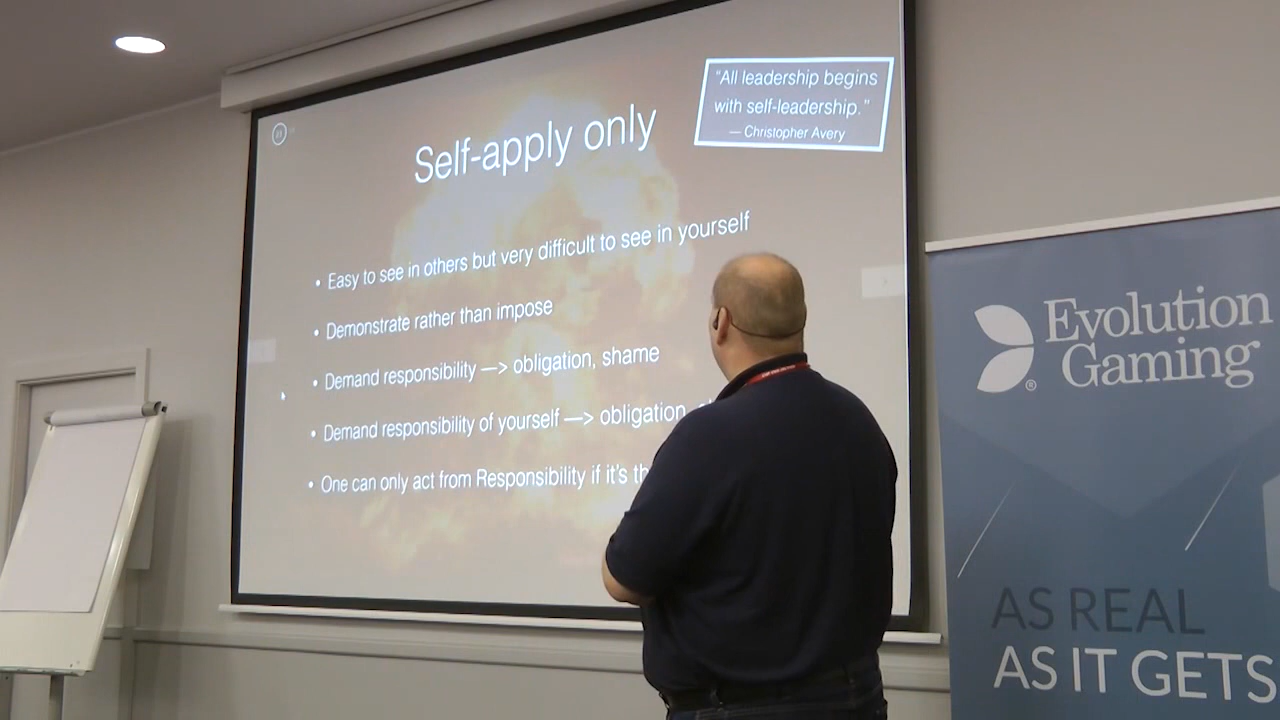 “All leadership begins
with self-leadership.”
— Christopher Avery
Self-apply only
• Easy to see in others but very difficult to see in yourself
• Demonstrate rather than impose
• Demand responsibility —> obligation, shame
• Demand responsibility of yourself —> obligation,
• One can only act from Responsibility if it’s
Evolution
Gaming
®
AS REAL
AS IT GETS